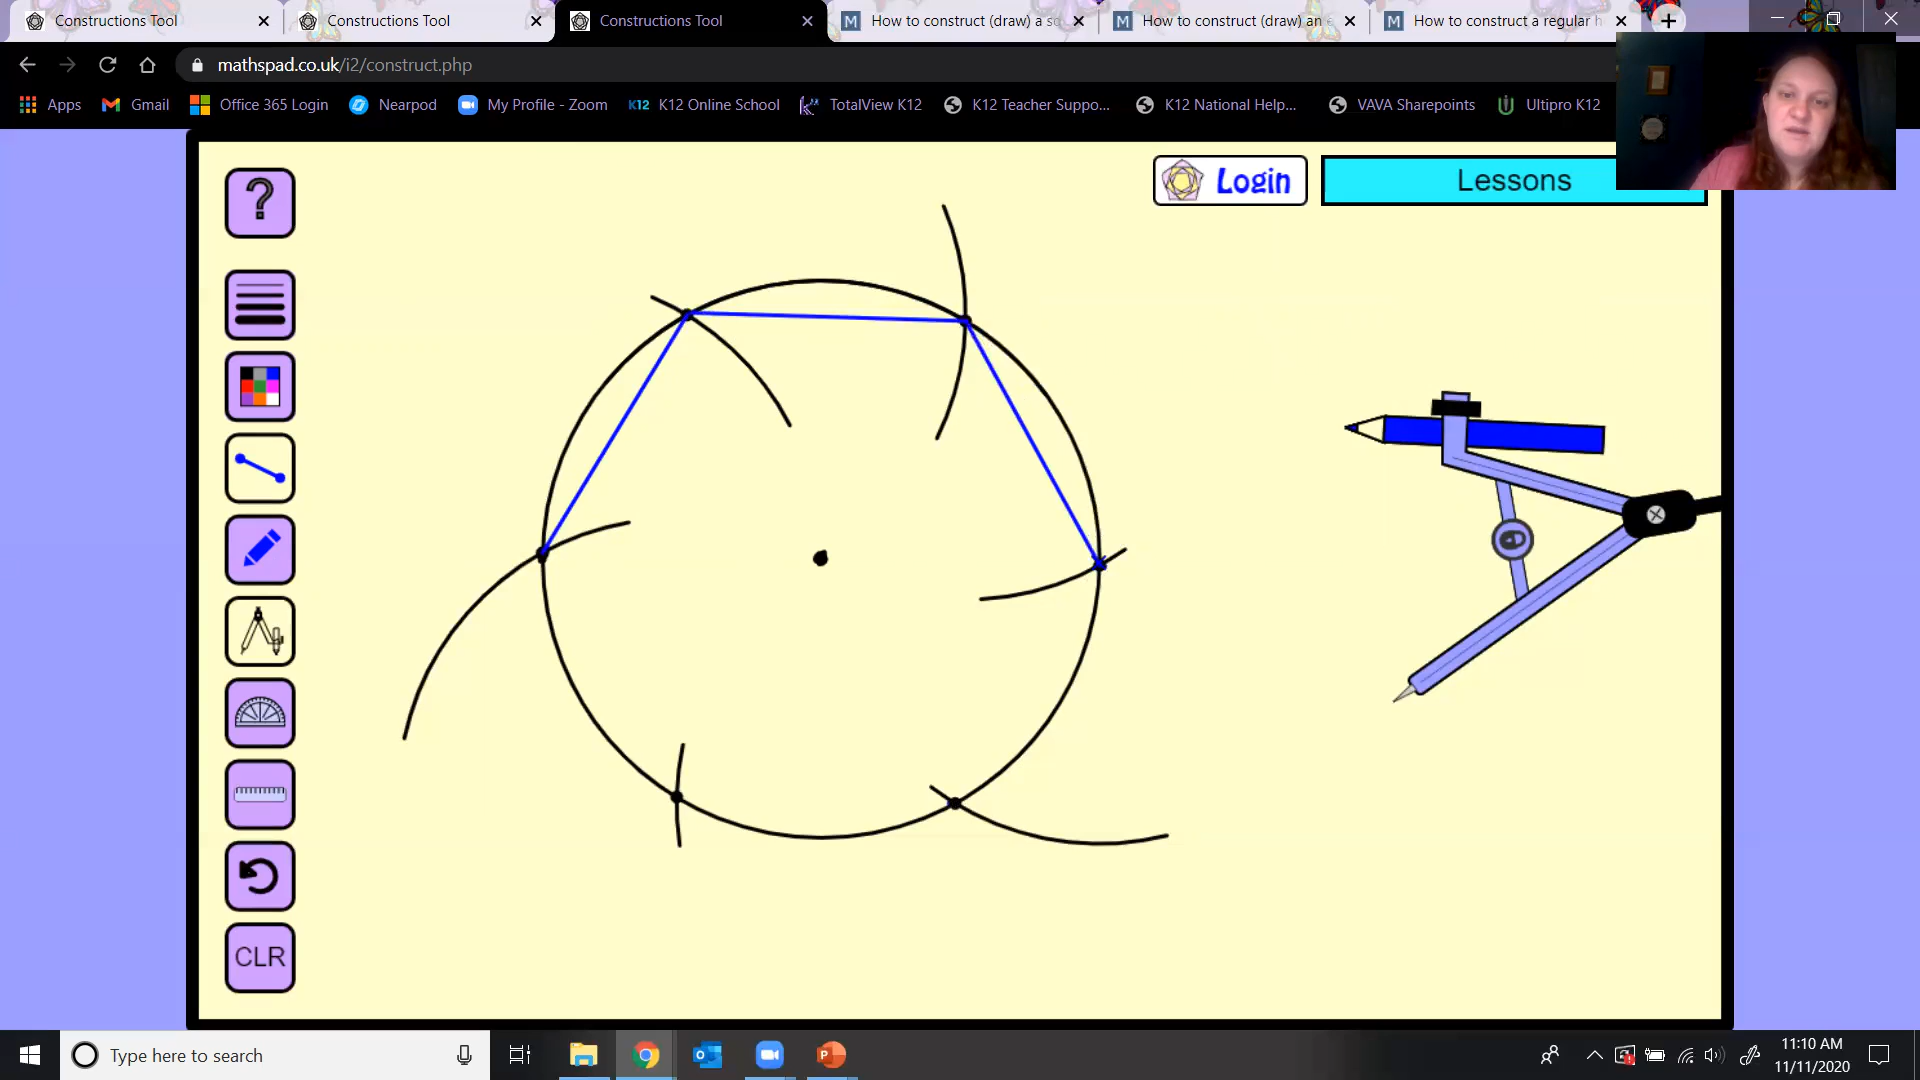 Constructions Tool
Constructions Tool
Constructions Tool
M How to construct (draw) a sq
M How to construct (draw) an e
M How to construct a regular h
mathspad.co.uk/i2/construct.php
Apps
Gmail
Office 365 Login
Nearpod
My Profile - Zoom
K12 K12 Online School
TotalView K12
K12 Teacher Suppo...
K12 National Help...
VAVA Sharepoints
Ultipro K12
?
Login
Lessons
CLR
Type here to search
11:10 AM
11/11/2020